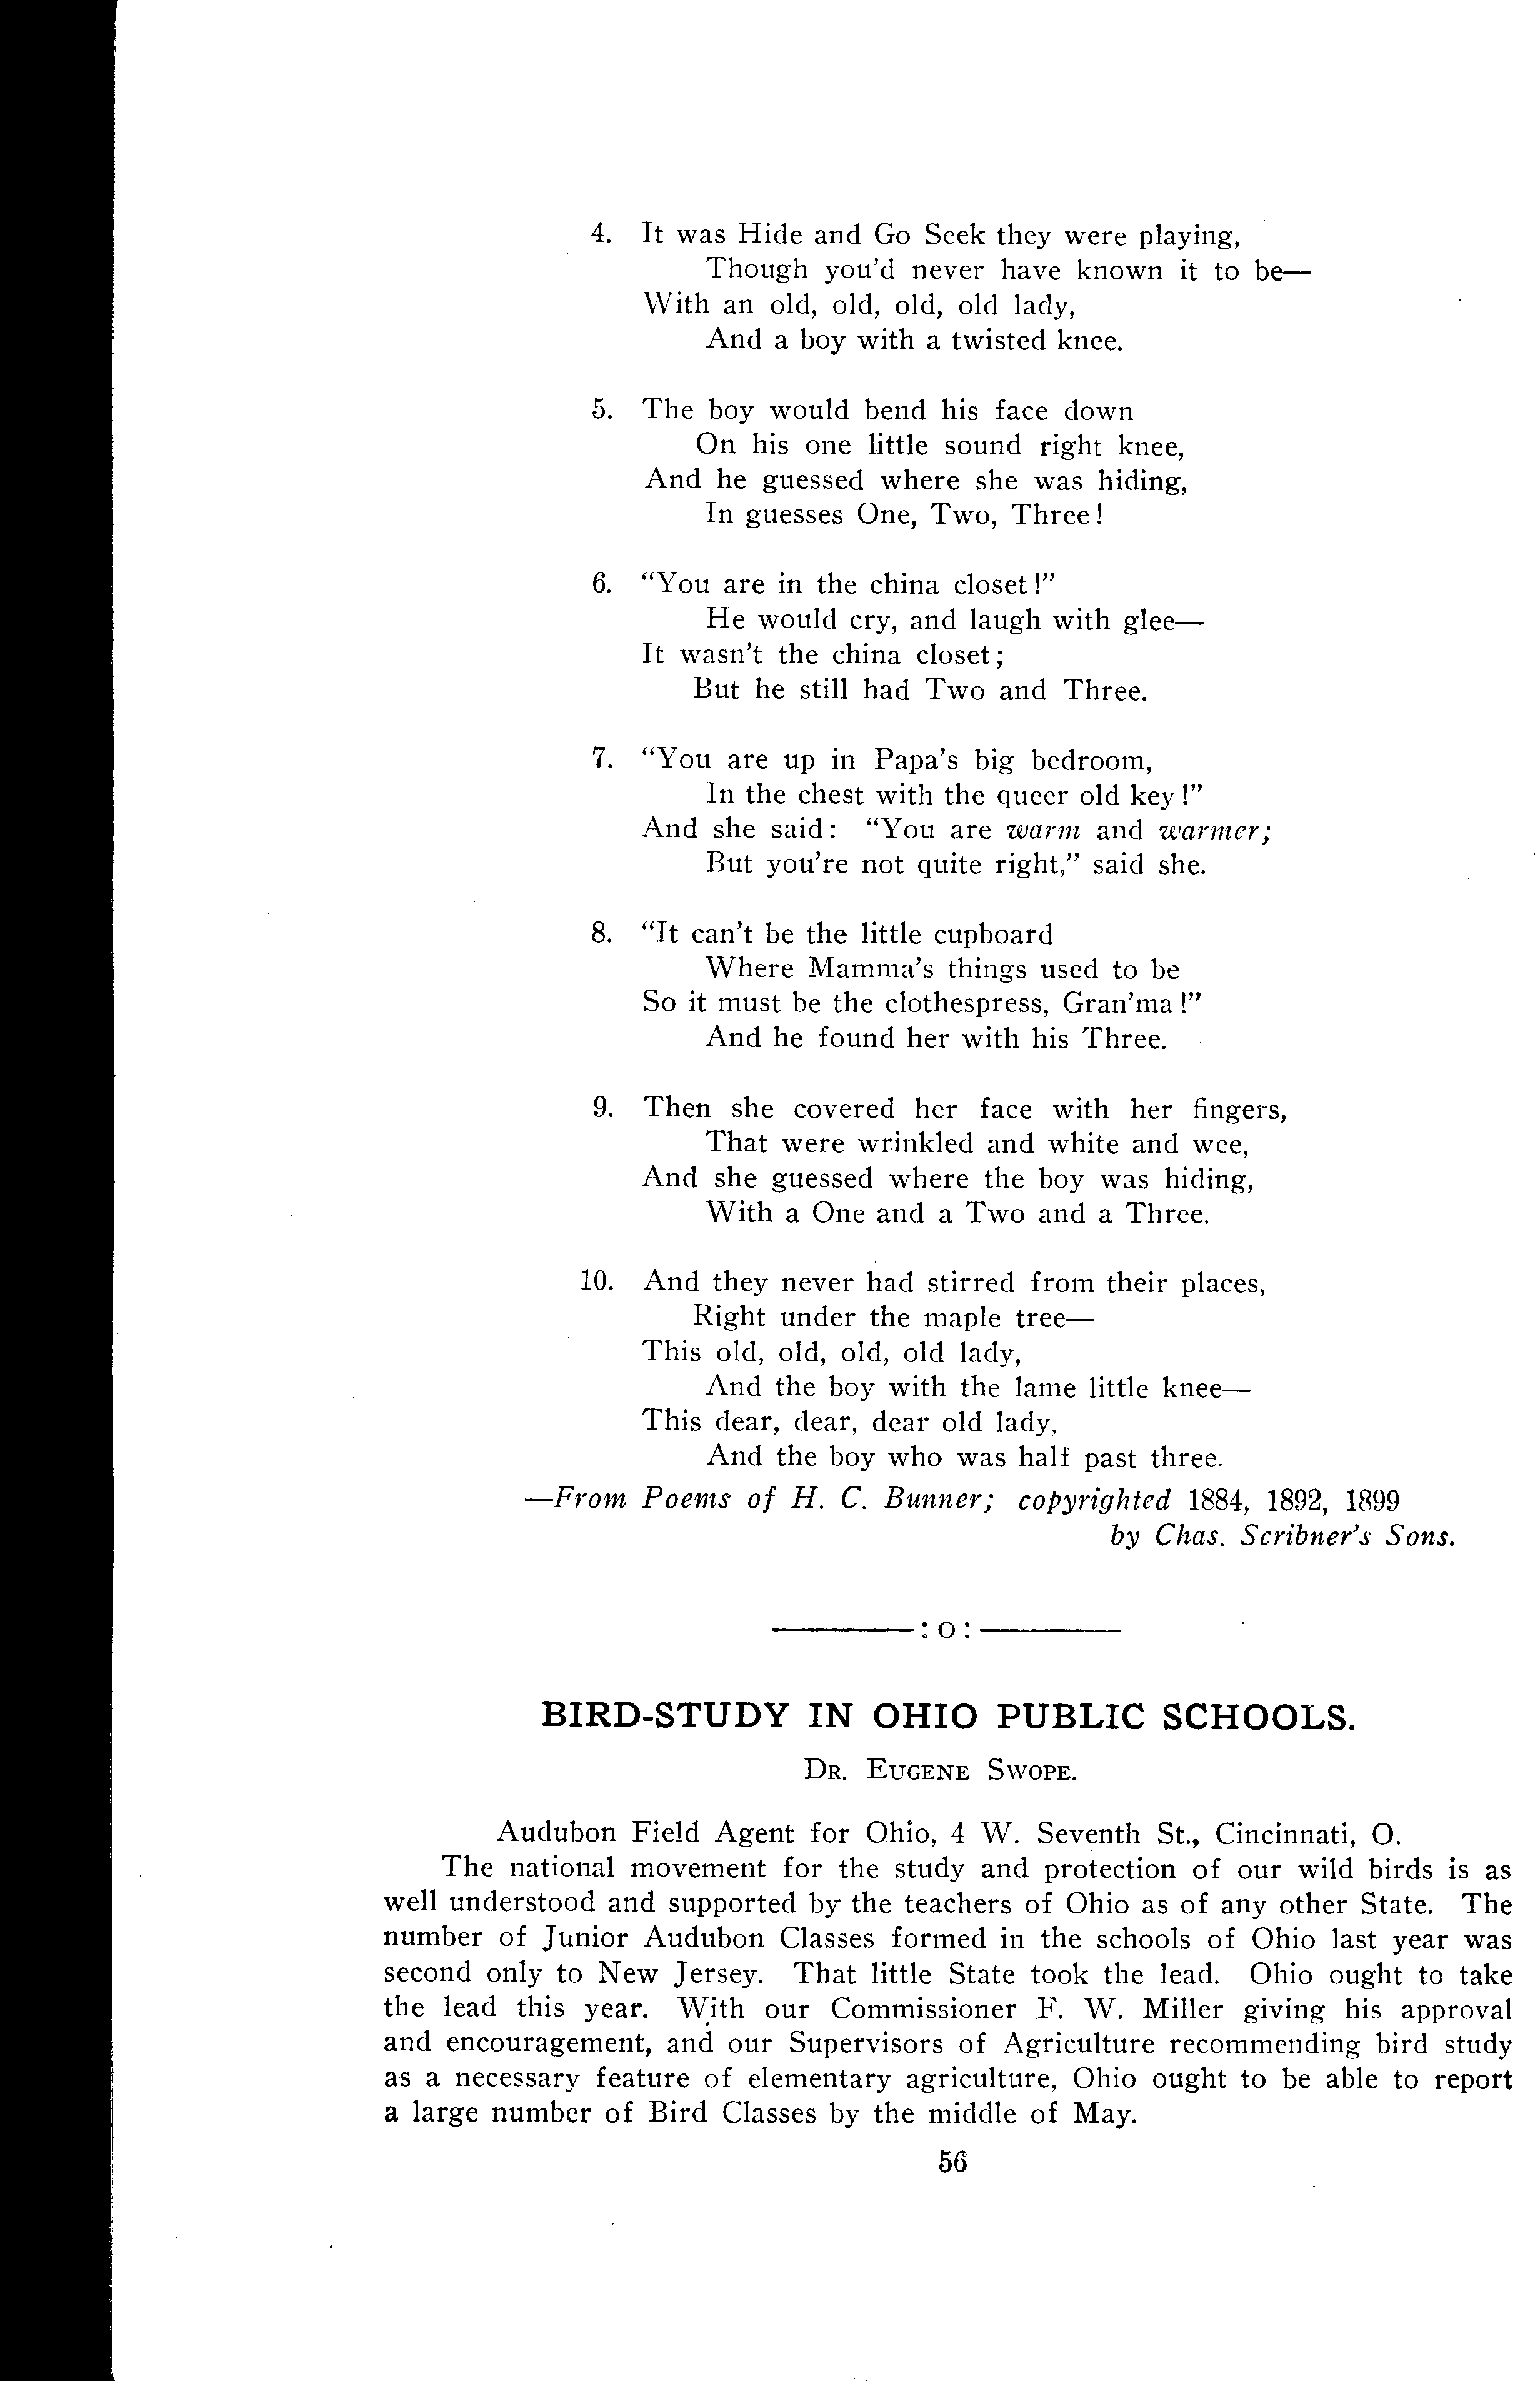 4. It was Hide and Go Seek they were playing,
Though you'd never have known it to be—
With an old, old, old, old lady,
And a boy with a twisted knee.
5. The boy would bend his face down
On his one little sound right knee,
And he guessed where she was hiding,
In guesses One, Two, Three!
6. “You are in the china closet!”
He would cry, and laugh with glee—
It wasn't the china closet;
But he still had Two and Three.
7. “You are up in Papa's big bedroom,
In the chest with the queer old key!”
And she said: “You are warm and warmer;
But you're not quite right,” said she.
8. “It can't be the little cupboard
Where Mamma's things used to be
So it must be the clothespress, Gran'ma!”
And he found her with his Three.
9. Then she covered her face with her fingers,
That were wrinkled and white and wee,
And she guessed where the boy was hiding,
With a One and a Two and a Three.
10. And they never had stirred from their places,
Right under the maple tree—
This old, old, old, old lady,
And the boy with the lame little knee—
This dear, dear, dear old lady,
And the boy who was half past three.
—From Poems of H. C. Bunner; copyrighted 1884, 1892, 1899
by Chas. Scribner's Sons.
———:o:———
BIRD-STUDY IN OHIO PUBLIC SCHOOLS.
DR. EUGENE SWOPE.
Audubon Field Agent for Ohio, 4 W. Seventh St., Cincinnati, O.
The national movement for the study and protection of our wild birds is as
well understood and supported by the teachers of Ohio as of any other State. The
number of Junior Audubon Classes formed in the schools of Ohio last year was
second only to New Jersey. That little State took the lead. Ohio ought to take
the lead this year. With our Commissioner F. W. Miller giving his approval
and encouragement, and our Supervisors of Agriculture recommending bird study
as a necessary feature of elementary agriculture, Ohio ought to be able to report
a large number of Bird Classes by the middle of May.
56